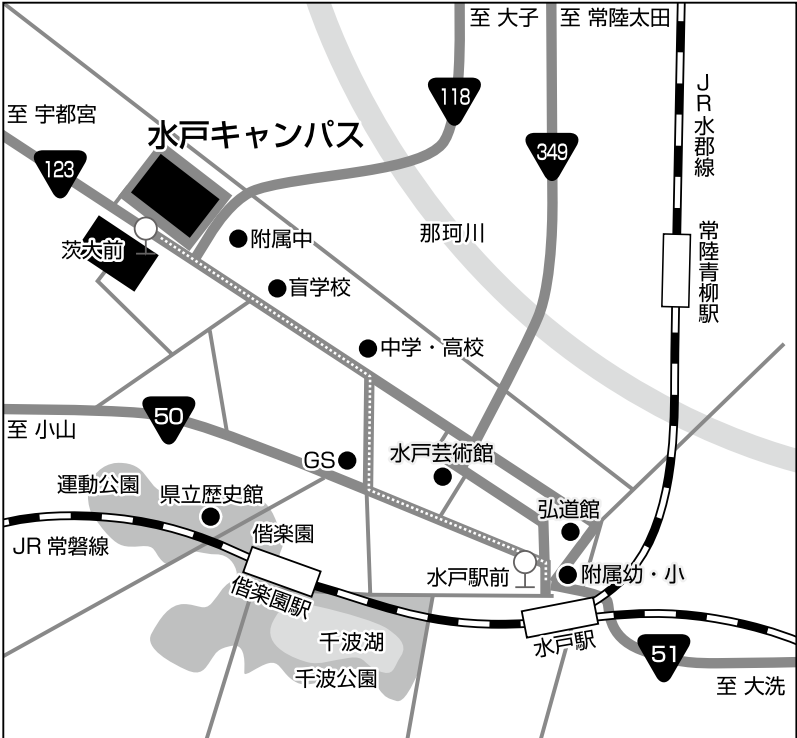 至 大子
至 常陸太田
JR水郡線
118
至 宇都宮
水戸キャンパス
123
349
附属中
那珂川
常陸青柳駅
茨大前
盲学校
中学・高校
50
至 小山
水戸芸術館
GS
運動公園
県立歴史館
弘道館
偕楽園
JR 常磐線
水戸駅前
附属幼・小
偕楽園駅
千波湖
水戸駅
51
千波公園
至 大洗